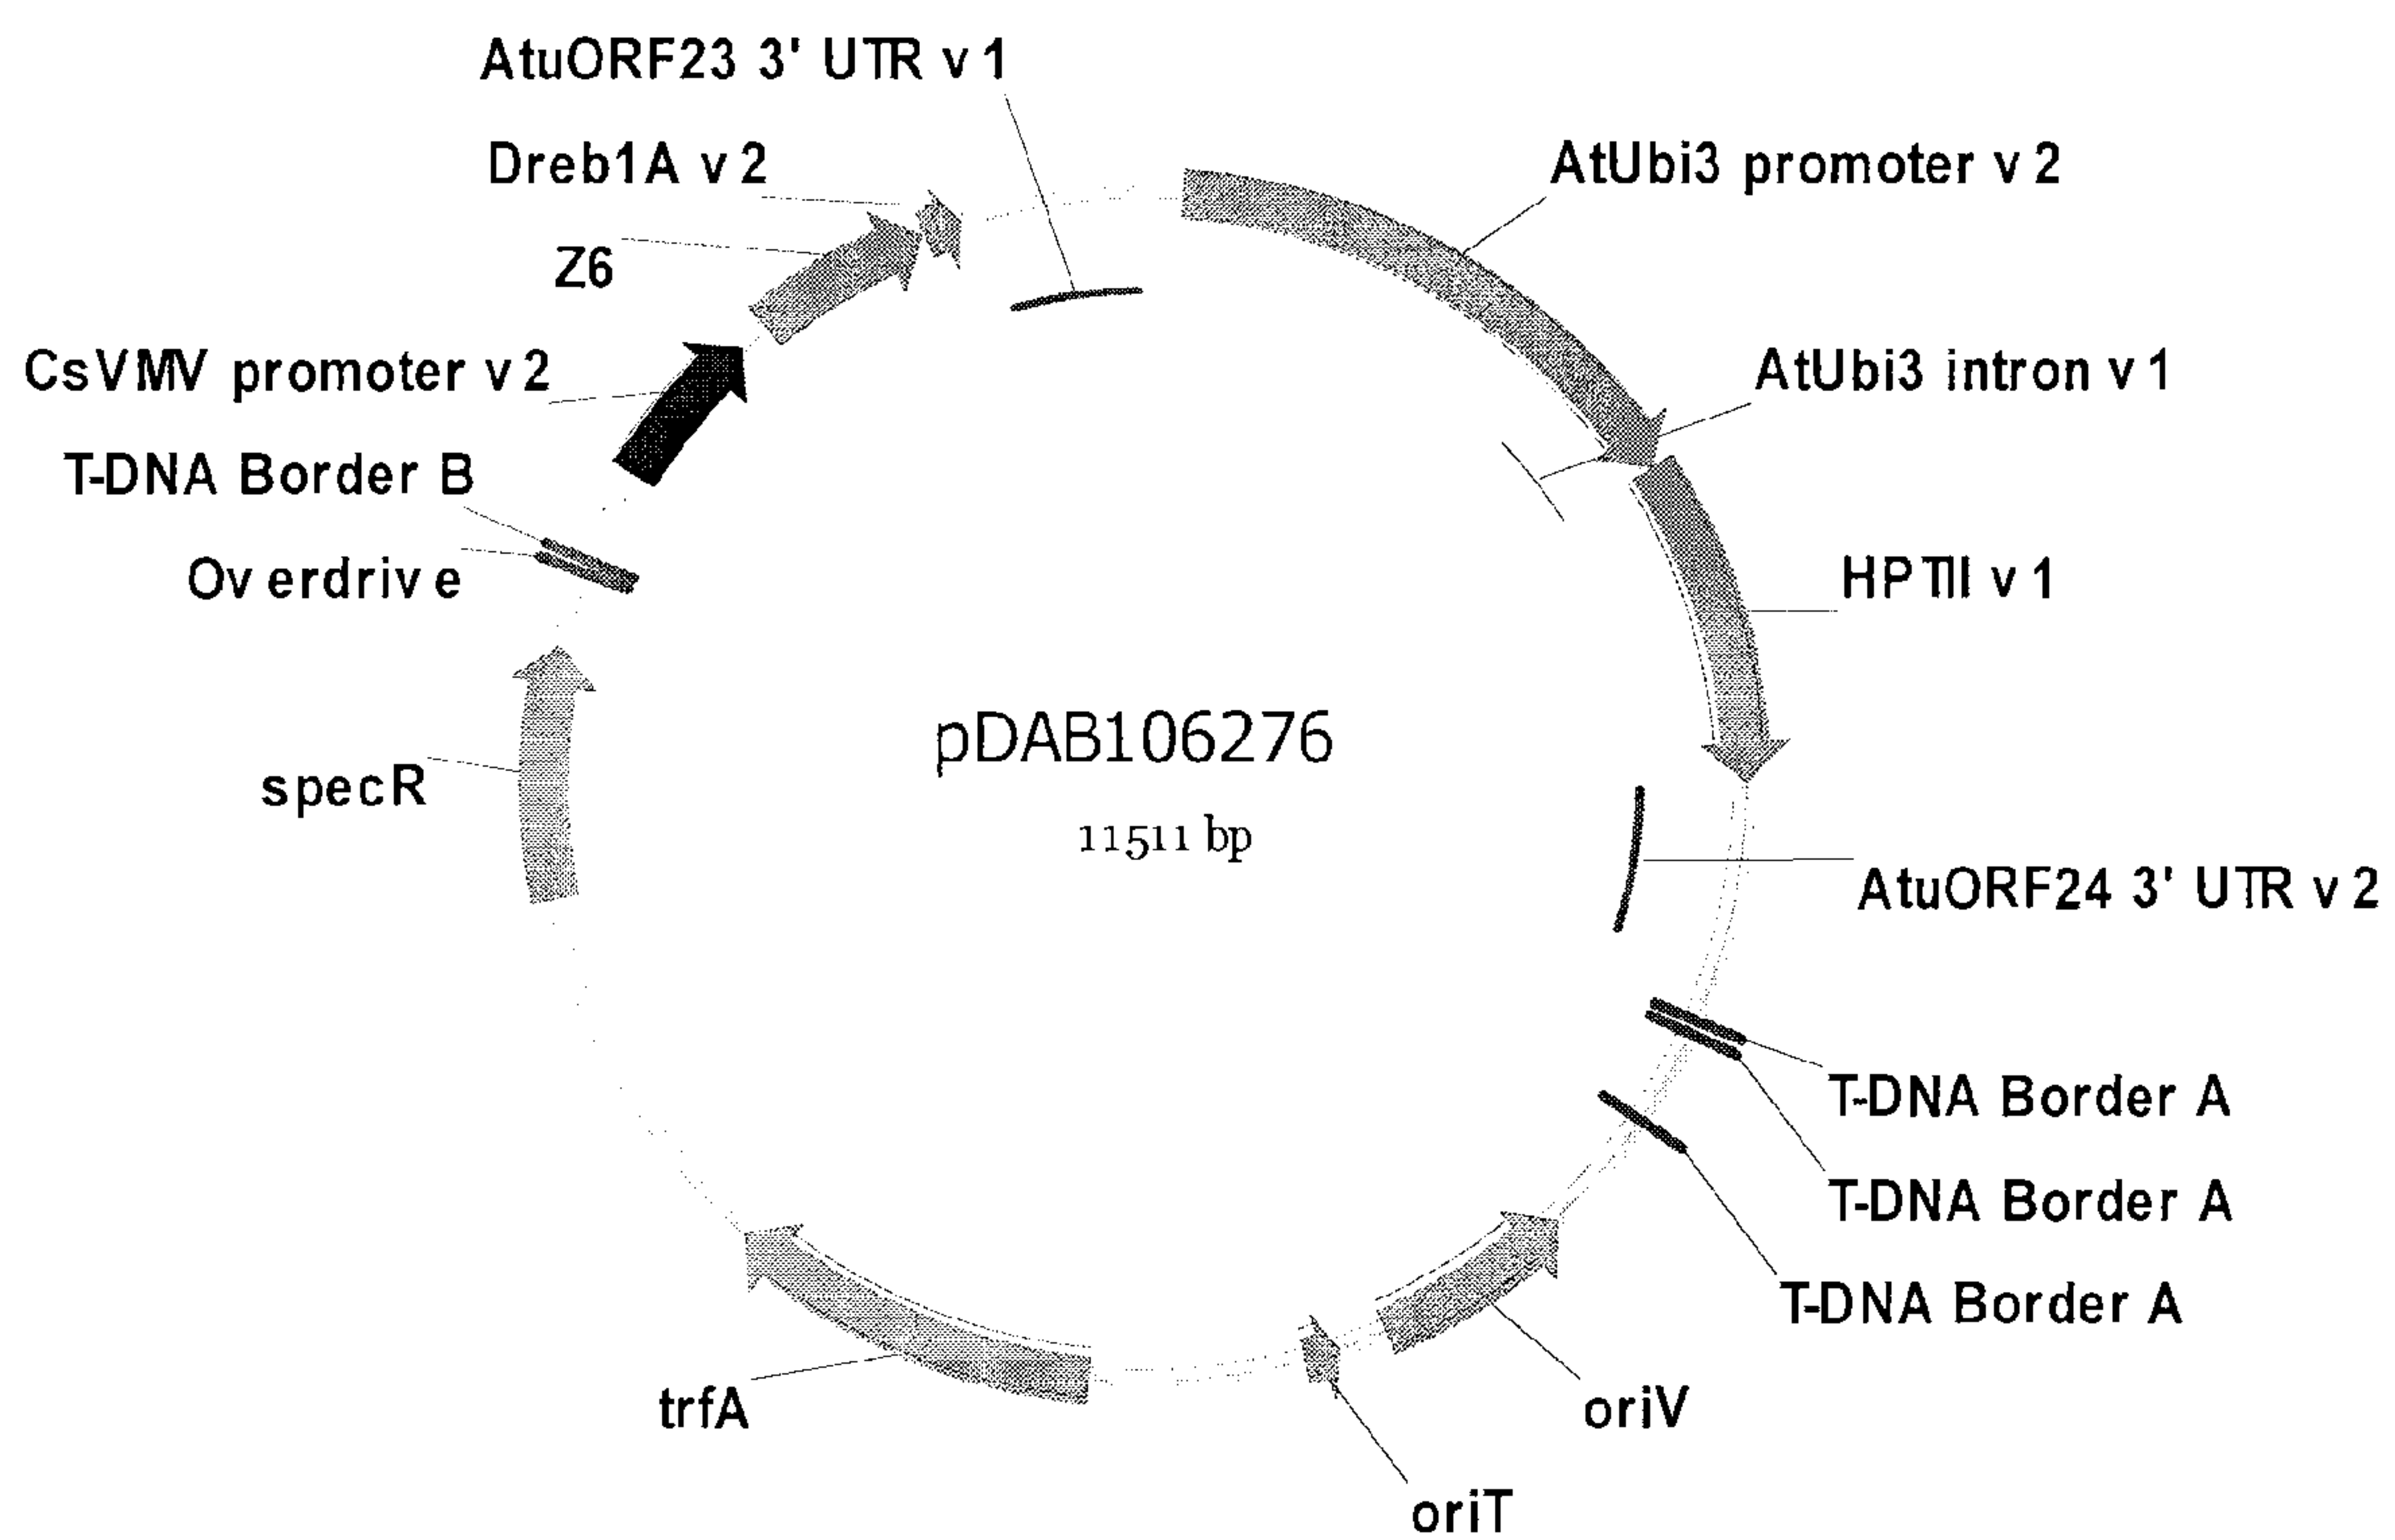 AtuORF23 3' UTR v1
Dreb1A v2
AtUbi3 promoter v2
Z6
CsVMV promoter v2
AtUbi3 intron v1
T-DNA Border B
Overdrive
HPTII v1
pDAB106276
specR
11511 bp
AtuORF24 3' UTR v2
T-DNA Border A
T-DNA Border A
T-DNA Border A
trfA
oriV
oriT